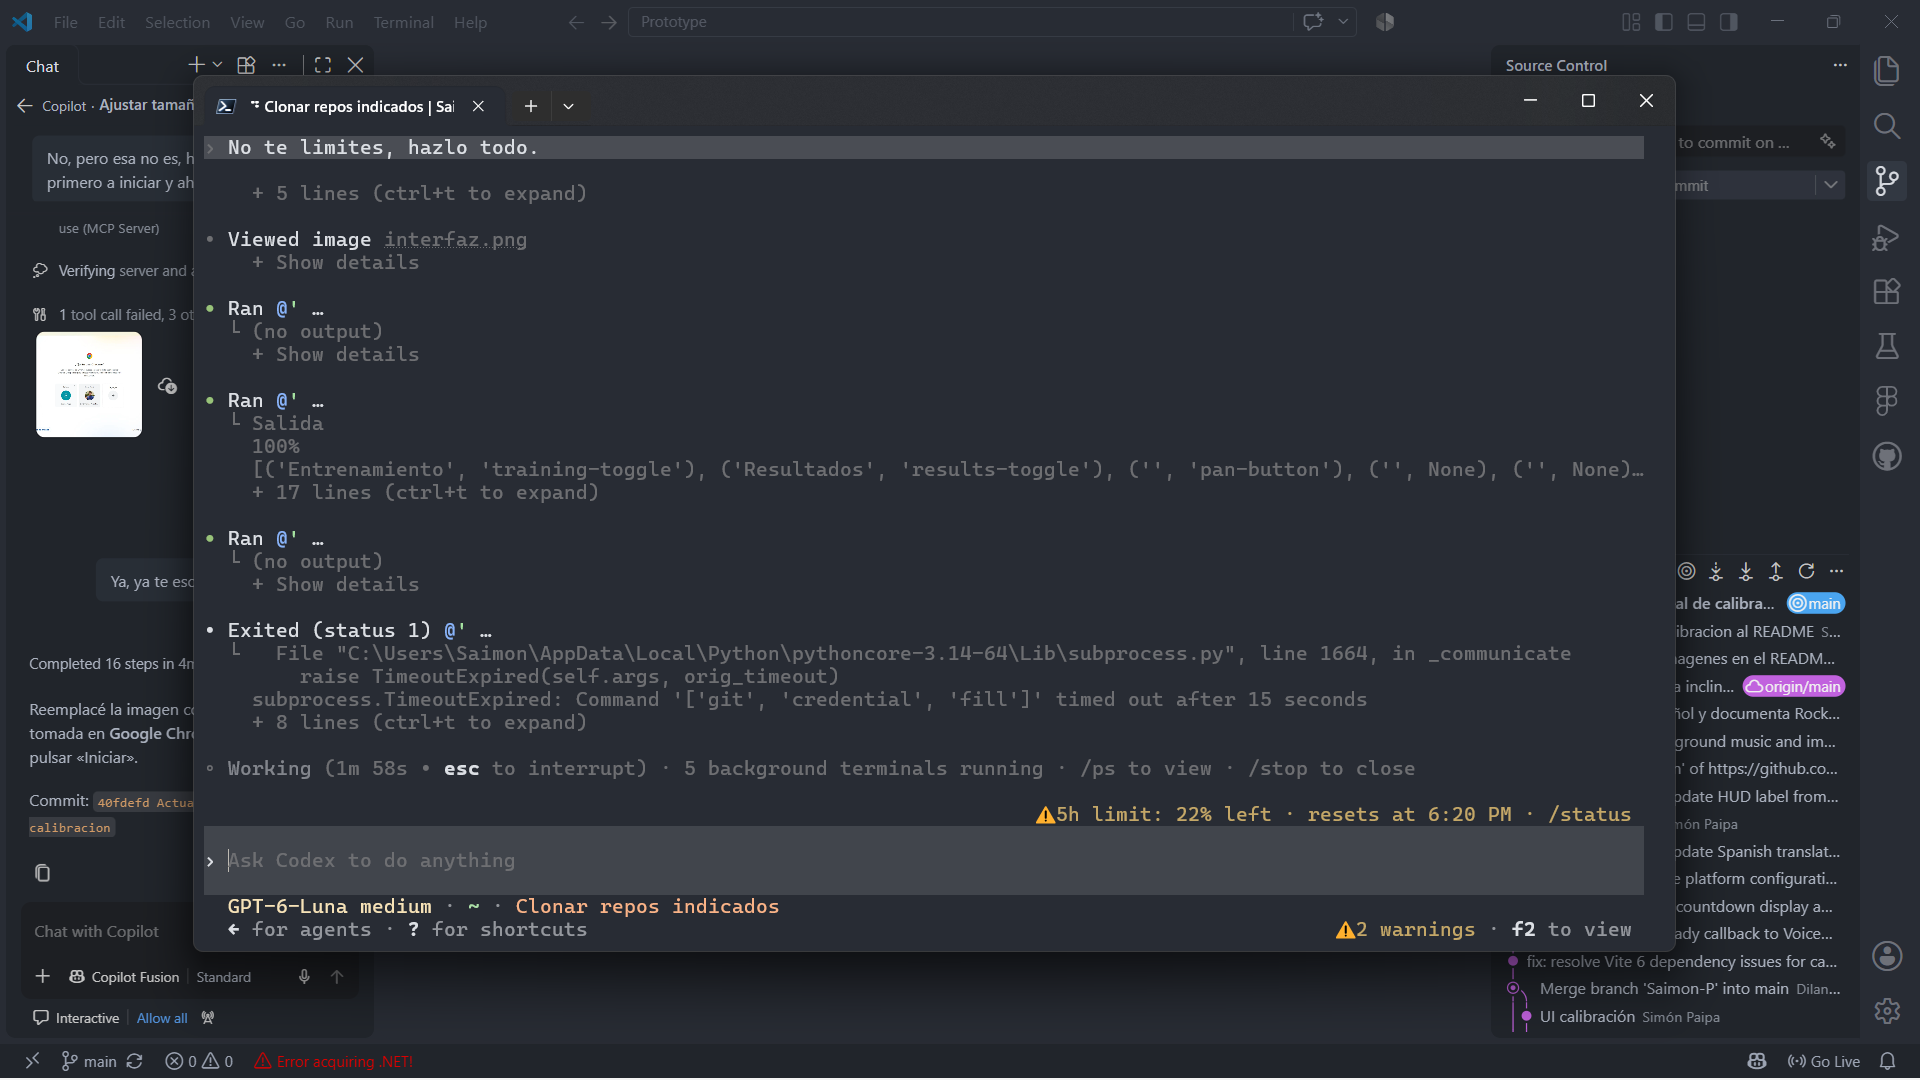 File Edit Selection View Go Run Terminal Help
Prototype
Chat
Copilot · Ajustar tamañ
No, pero esa no es, h
primero a iniciar y ah
use (MCP Server)
Verifying server and a
1 tool call failed, 3 ot
Ya, ya te esc
Completed 16 steps in 4m
Reemplacé la imagen co
tomada en Google Chr
pulsar «Iniciar».
Commit: 40fdefd Actua
calibracion
Chat with Copilot
Copilot Fusion Standard
Interactive Allow all
Clonar repos indicados | Sai
› No te limites, hazlo todo.
+ 5 lines (ctrl+t to expand)
• Viewed image interfaz.png
+ Show details
• Ran @' …
└ (no output)
+ Show details
• Ran @' …
└ Salida
100%
[('Entrenamiento', 'training-toggle'), ('Resultados', 'results-toggle'), ('', 'pan-button'), ('', None), ('', None)…
+ 17 lines (ctrl+t to expand)
• Ran @' …
└ (no output)
+ Show details
• Exited (status 1) @' …
└ File "C:\Users\Saimon\AppData\Local\Python\pythoncore-3.14-64\Lib\subprocess.py", line 1664, in _communicate
raise TimeoutExpired(self.args, orig_timeout)
subprocess.TimeoutExpired: Command '['git', 'credential', 'fill']' timed out after 15 seconds
+ 8 lines (ctrl+t to expand)
◦ Working (1m 58s • esc to interrupt) · 5 background terminals running · /ps to view · /stop to close
⚠5h limit: 22% left · resets at 6:20 PM · /status
› Ask Codex to do anything
GPT-6-Luna medium · ~ · Clonar repos indicados
← for agents · ? for shortcuts
⚠2 warnings · f2 to view
Source Control
to commit on ...
mmit
al de calibra... main
ibracion al README S...
nagenes en el READM...
a inclin... origin/main
ñol y documenta Rock...
ground music and im...
n' of https://github.co...
pdate HUD label from...
món Paipa
pdate Spanish translat...
e platform configurati...
countdown display a...
ady callback to Voice...
fix: resolve Vite 6 dependency issues for ca...
Merge branch 'Saimon-P' into main Dilan...
UI calibración Simón Paipa
main 0 0 Error acquiring .NET!
Go Live